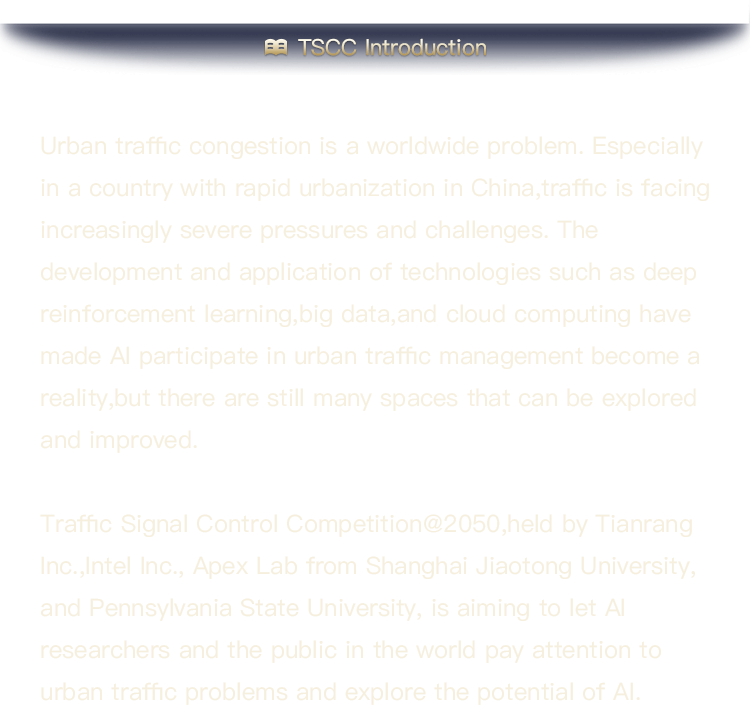 TSCC Introduction
Urban traffic congestion is a worldwide problem. Especially
in a country with rapid urbanization in China,traffic is facing
increasingly severe pressures and challenges. The
development and application of technologies such as deep
reinforcement learning,big data,and cloud computing have
made AI participate in urban traffic management become a
reality,but there are still many spaces that can be explored
and improved.
Traffic Signal Control Competition@2050,held by Tianrang
Inc.,Intel Inc., Apex Lab from Shanghai Jiaotong University,
and Pennsylvania State University, is aiming to let AI
researchers and the public in the world pay attention to
urban traffic problems and explore the potential of AI.